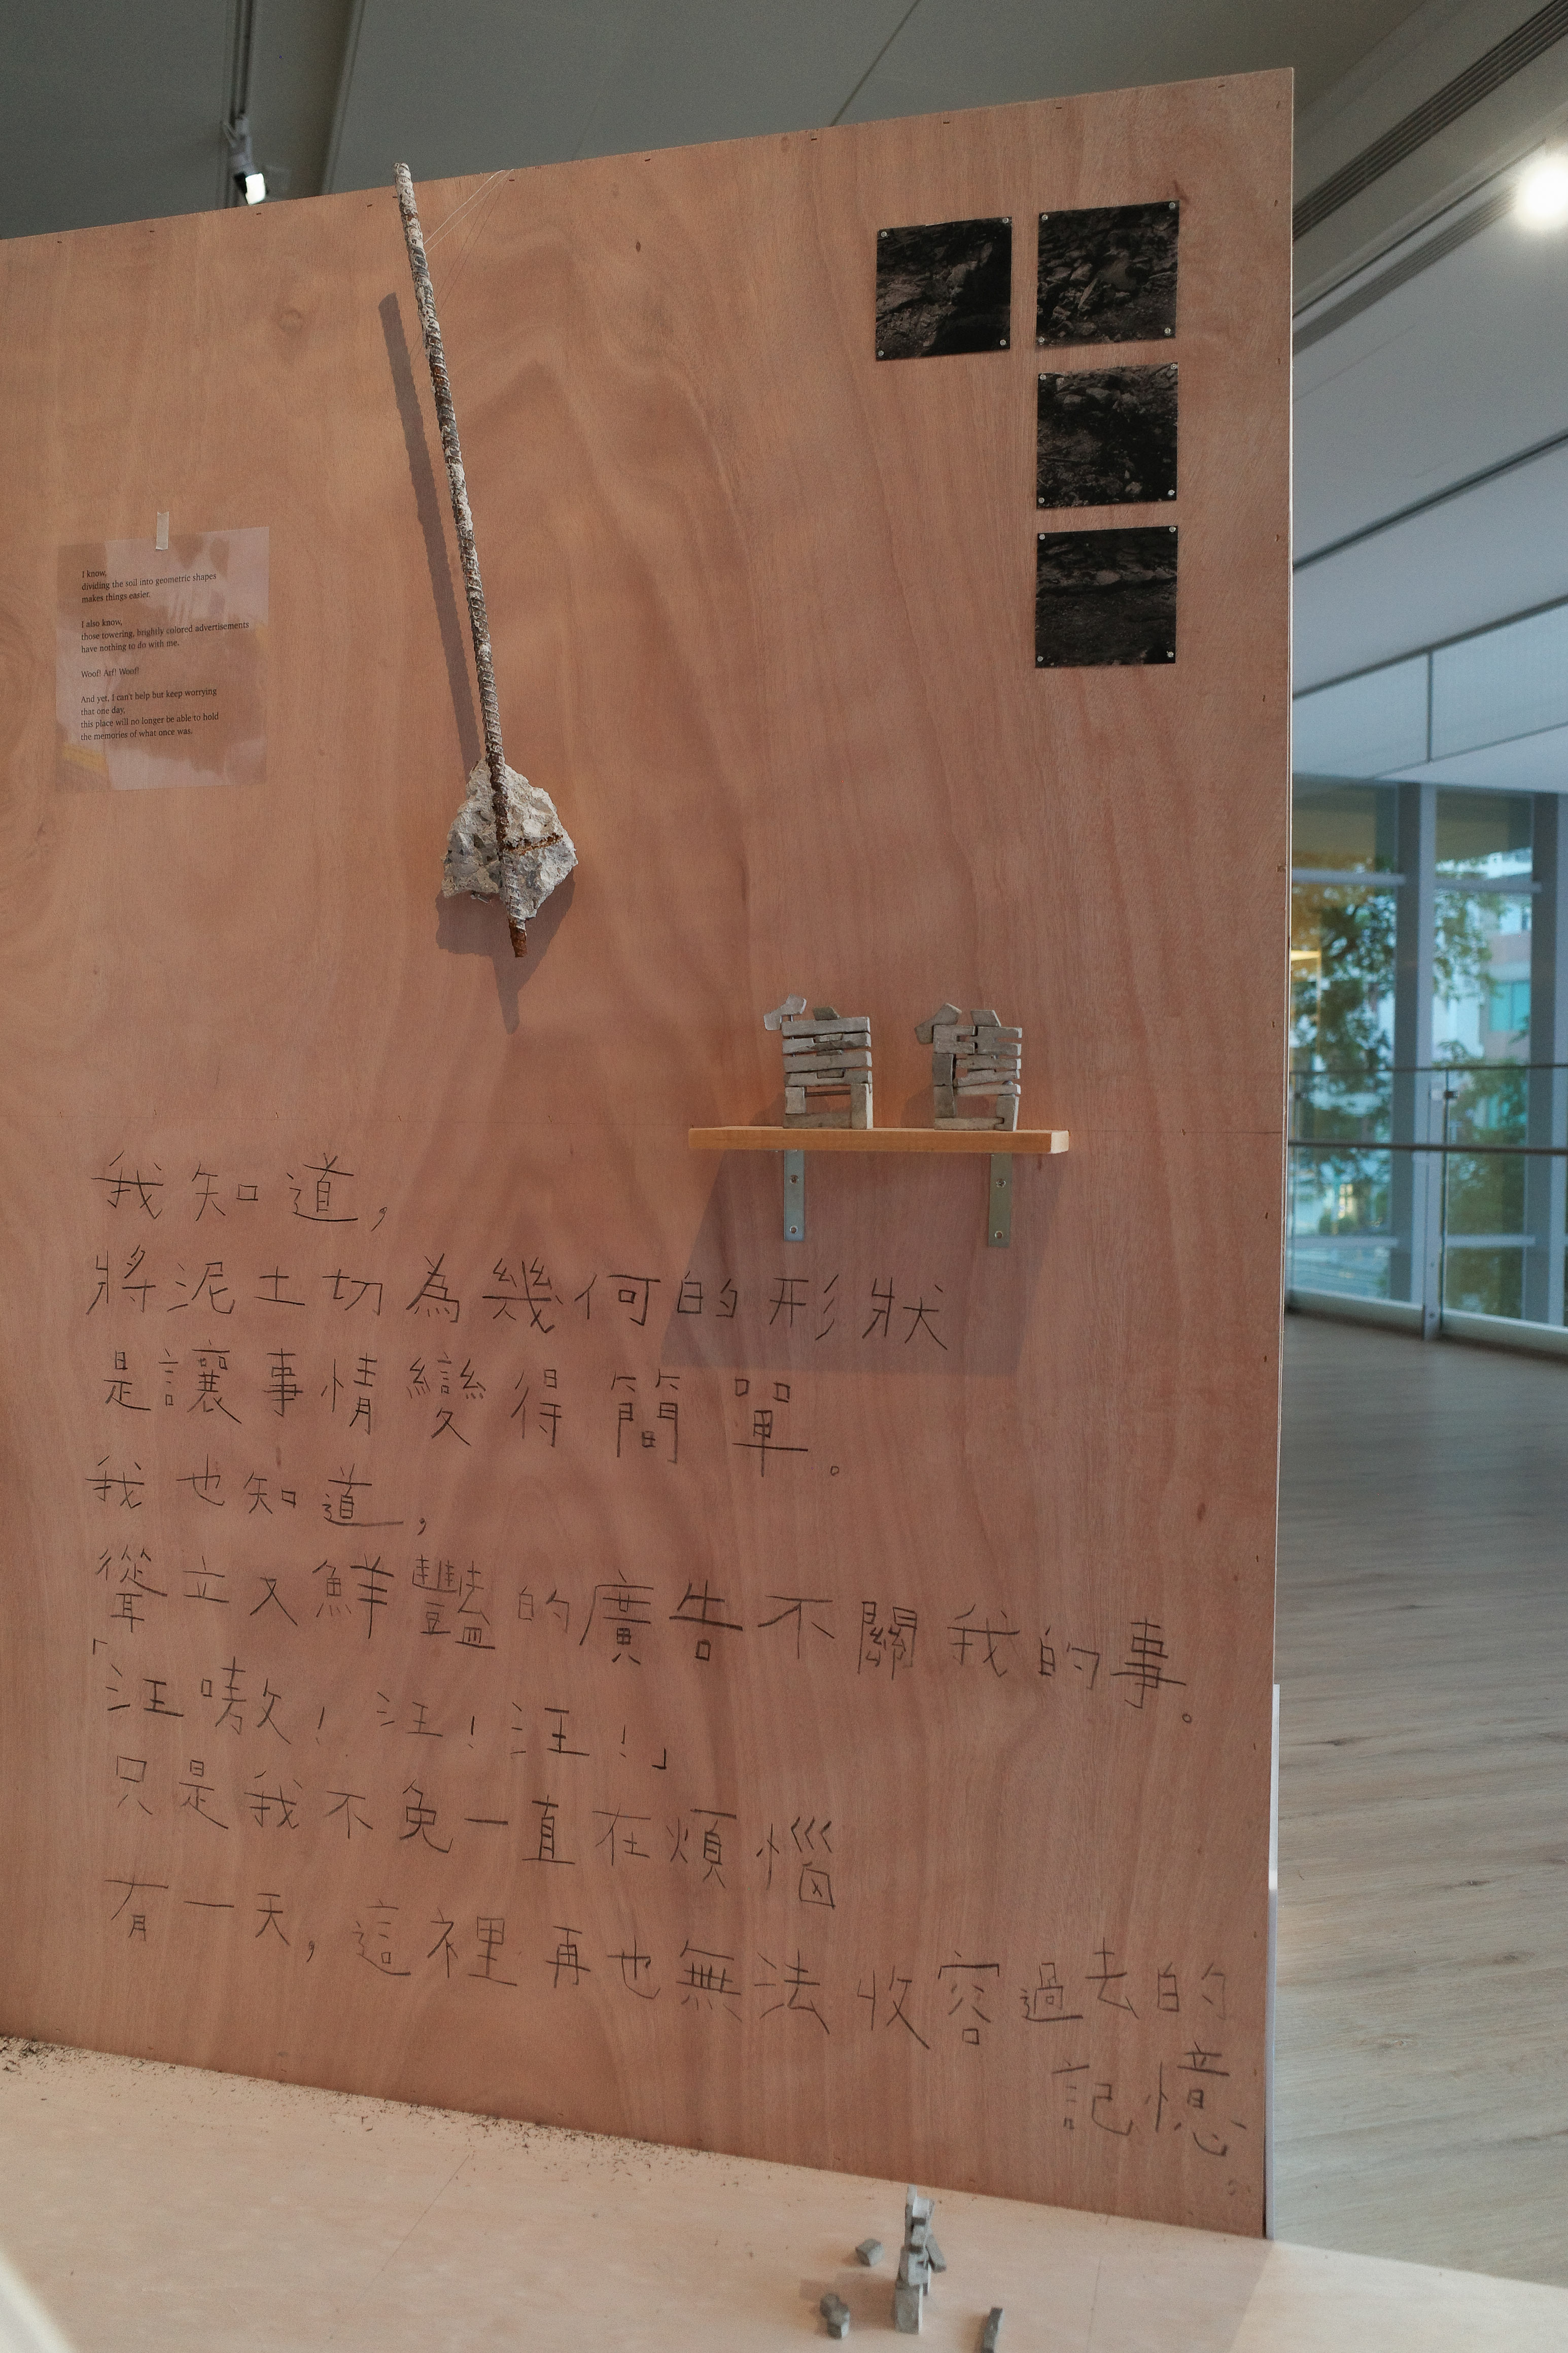 I know,
dividing the soil into geometric shapes
makes things easier.
I also know,
those towering, brightly colored advertisements
have nothing to do with me.
Woof! Arf! Woof!
And yet, I can't help but keep worrying
that one day,
this place will no longer be able to hold
the memories of what once was.
我知道,
將泥土切為幾何的形狀
是讓事情變得簡單。
我也知道,
聳立又鮮豔的廣告不關我的事。
「汪嗷!汪!汪!」
只是我不免一直在煩惱
有一天,這裡再也無法收容過去的
記憶。